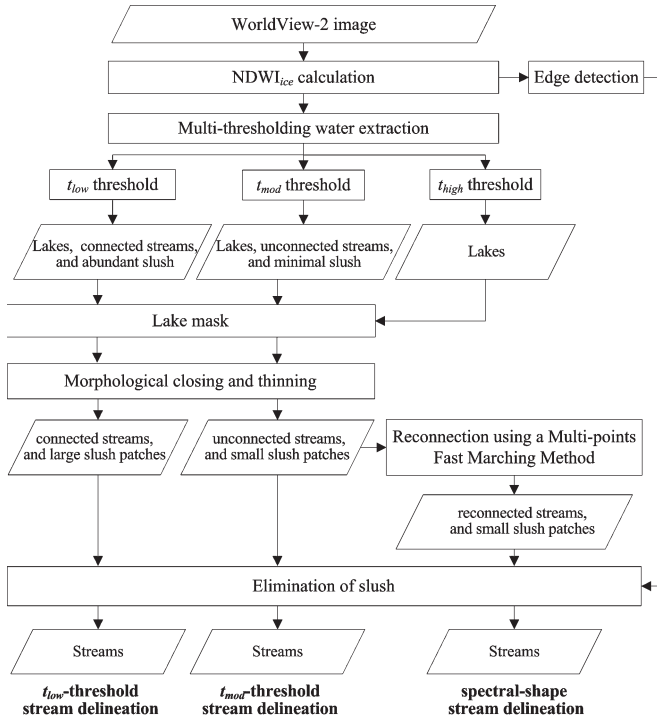 WorldView-2 image
NDWIice calculation
Edge detection
Multi-thresholding water extraction
tlow threshold
tmod threshold
thigh threshold
Lakes, connected streams,
and abundant slush
Lakes, unconnected streams,
and minimal slush
Lakes
Lake mask
Morphological closing and thinning
connected streams,
and large slush patches
unconnected streams,
and small slush patches
Reconnection using a Multi-points
Fast Marching Method
reconnected streams,
and small slush patches
Elimination of slush
Streams
Streams
Streams
tlow-threshold
stream delineation
tmod-threshold
stream delineation
spectral-shape
stream delineation